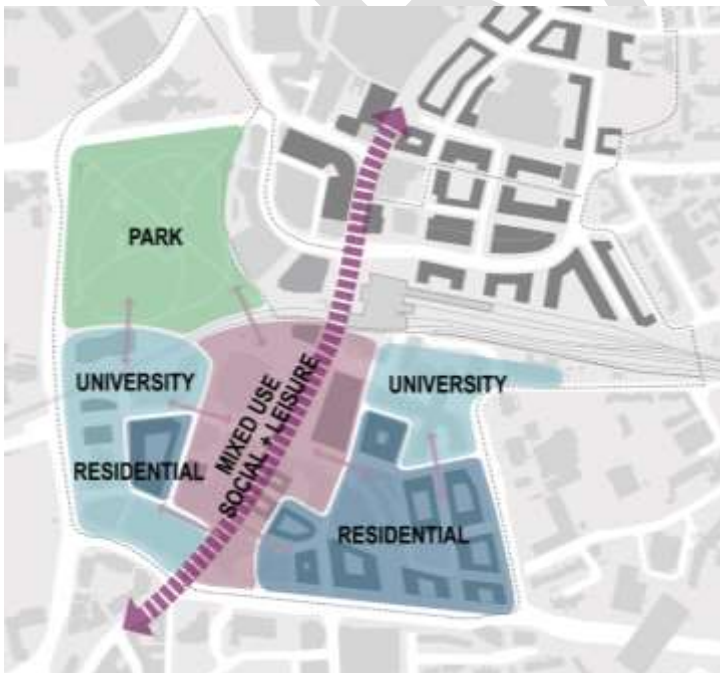 PARK
UNIVERSITY
MIXED USE
SOCIAL + LEISURE
UNIVERSITY
RESIDENTIAL
RESIDENTIAL